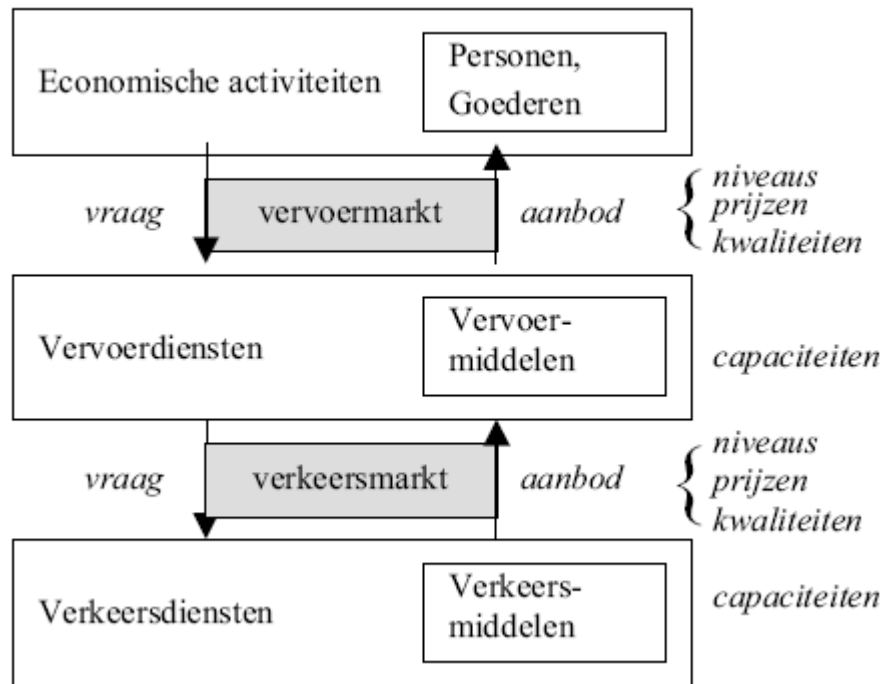 Economische activiteiten
Personen,
Goederen
vraag
vervoermarkt
aanbod
niveaus
prijzen
kwaliteiten
Vervoerdiensten
Vervoer-
middelen
capaciteiten
vraag
verkeersmarkt
aanbod
niveaus
prijzen
kwaliteiten
Verkeersdiensten
Verkeers-
middelen
capaciteiten